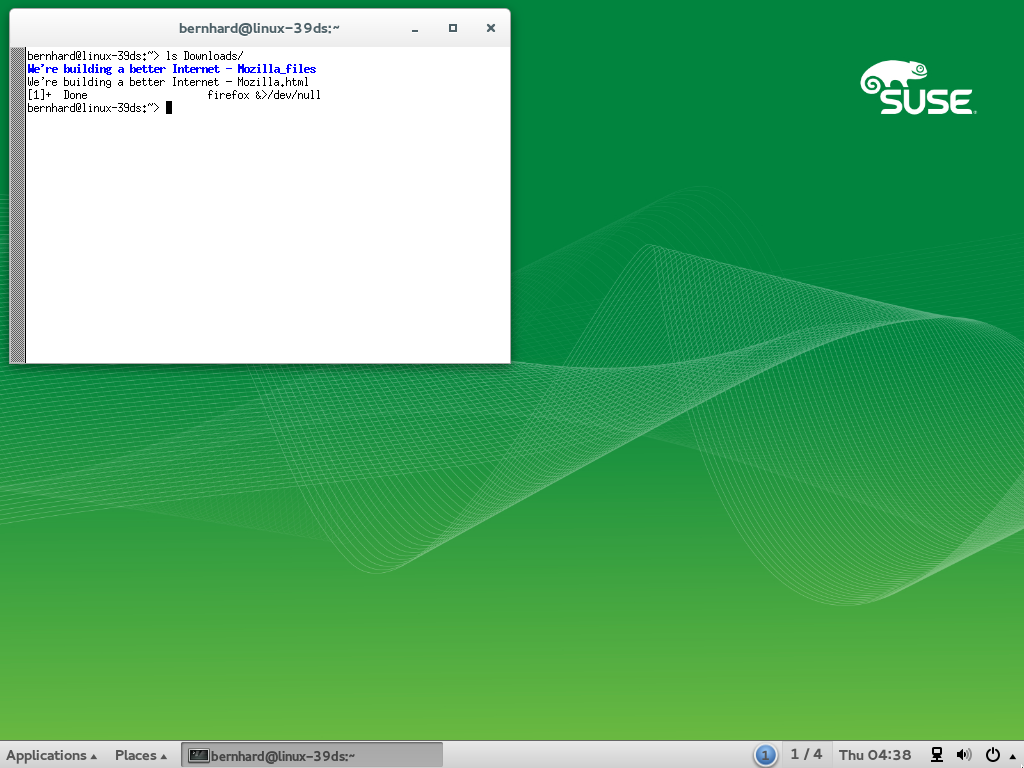 bernhard@linux-39ds:~
bernhard@linux-39ds:~> ls Downloads/
We're building a better Internet - Mozilla_files
We're building a better Internet - Mozilla.html
[1]+  Done                    firefox &>/dev/null
bernhard@linux-39ds:~>
SUSE
Applications Places bernhard@linux-39ds:~ 1 1 / 4 Thu 04:38